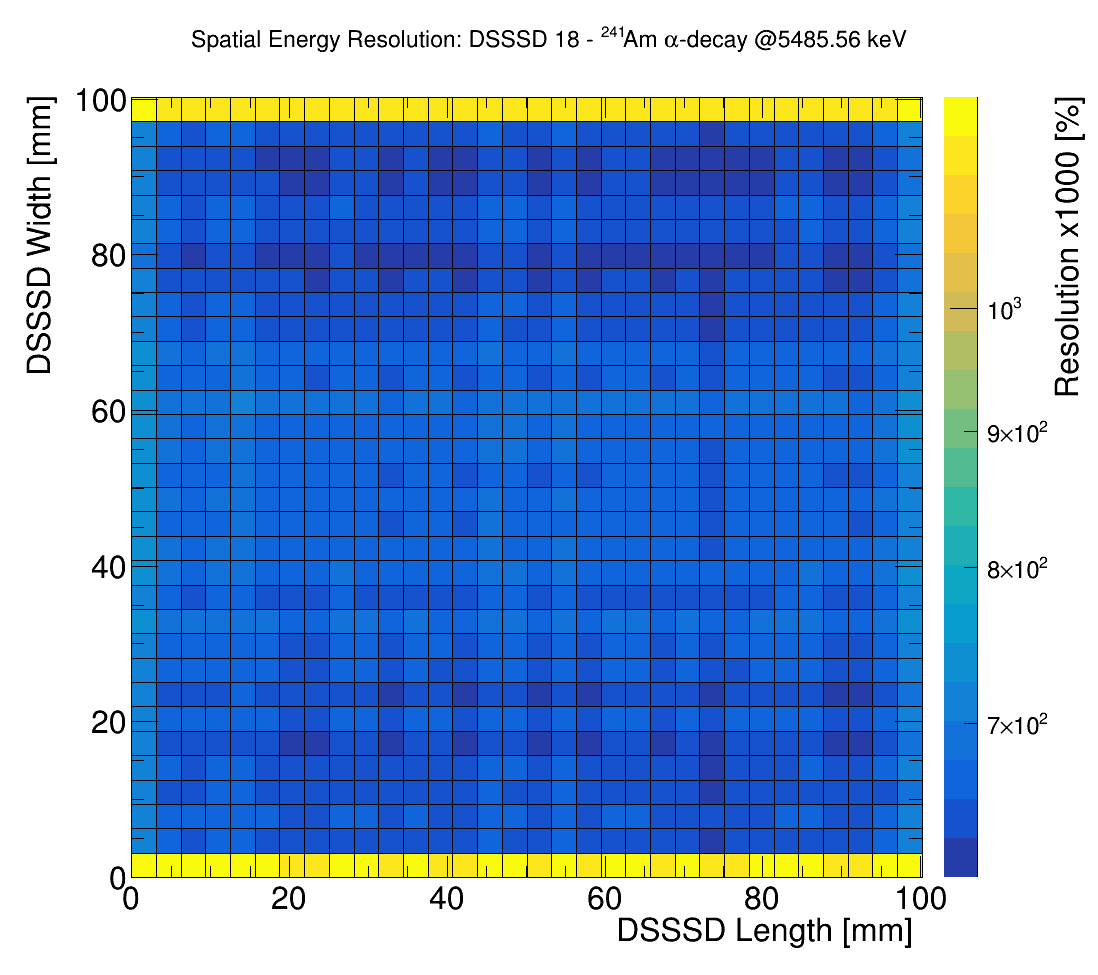 Spatial Energy Resolution: DSSSD 18 - ²⁴¹Am α-decay @5485.56 keV
DSSSD Width [mm]
100
80
60
40
20
0
0 20 40 60 80 100
DSSSD Length [mm]
10³
9×10²
8×10²
7×10²
Resolution x1000 [%]